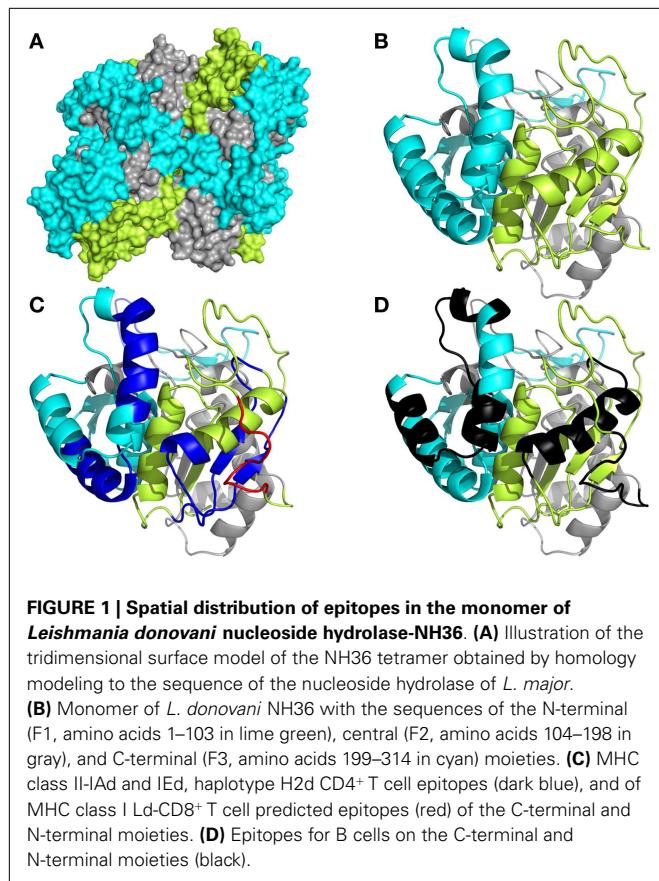 A
B
C
D
FIGURE 1 | Spatial distribution of epitopes in the monomer of
Leishmania donovani nucleoside hydrolase-NH36. (A) Illustration of the
tridimensional surface model of the NH36 tetramer obtained by homology
modeling to the sequence of the nucleoside hydrolase of L. major.
(B) Monomer of L. donovani NH36 with the sequences of the N-terminal
(F1, amino acids 1–103 in lime green), central (F2, amino acids 104–198 in
gray), and C-terminal (F3, amino acids 199–314 in cyan) moieties. (C) MHC
class II-IAd and IEd, haplotype H2d CD4+ T cell epitopes (dark blue), and of
MHC class I Ld-CD8+ T cell predicted epitopes (red) of the C-terminal and
N-terminal moieties. (D) Epitopes for B cells on the C-terminal and
N-terminal moieties (black).